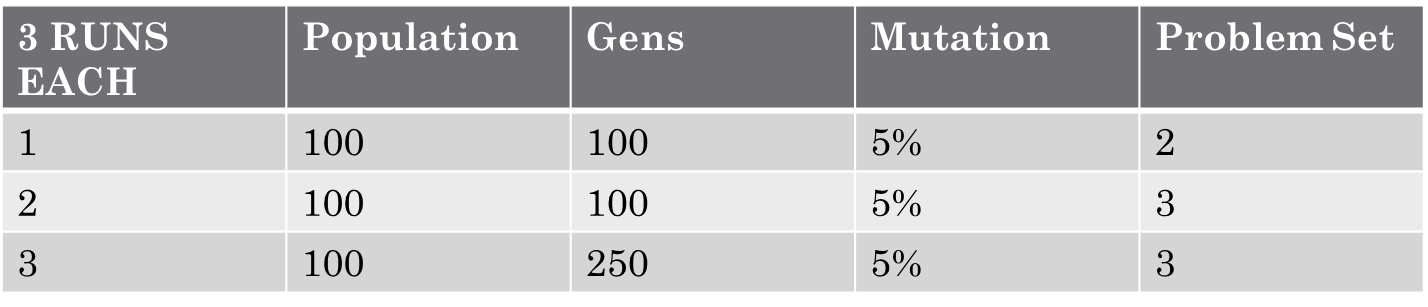 3 RUNS EACH Population Gens Mutation Problem Set
1 100 100 5% 2
2 100 100 5% 3
3 100 250 5% 3